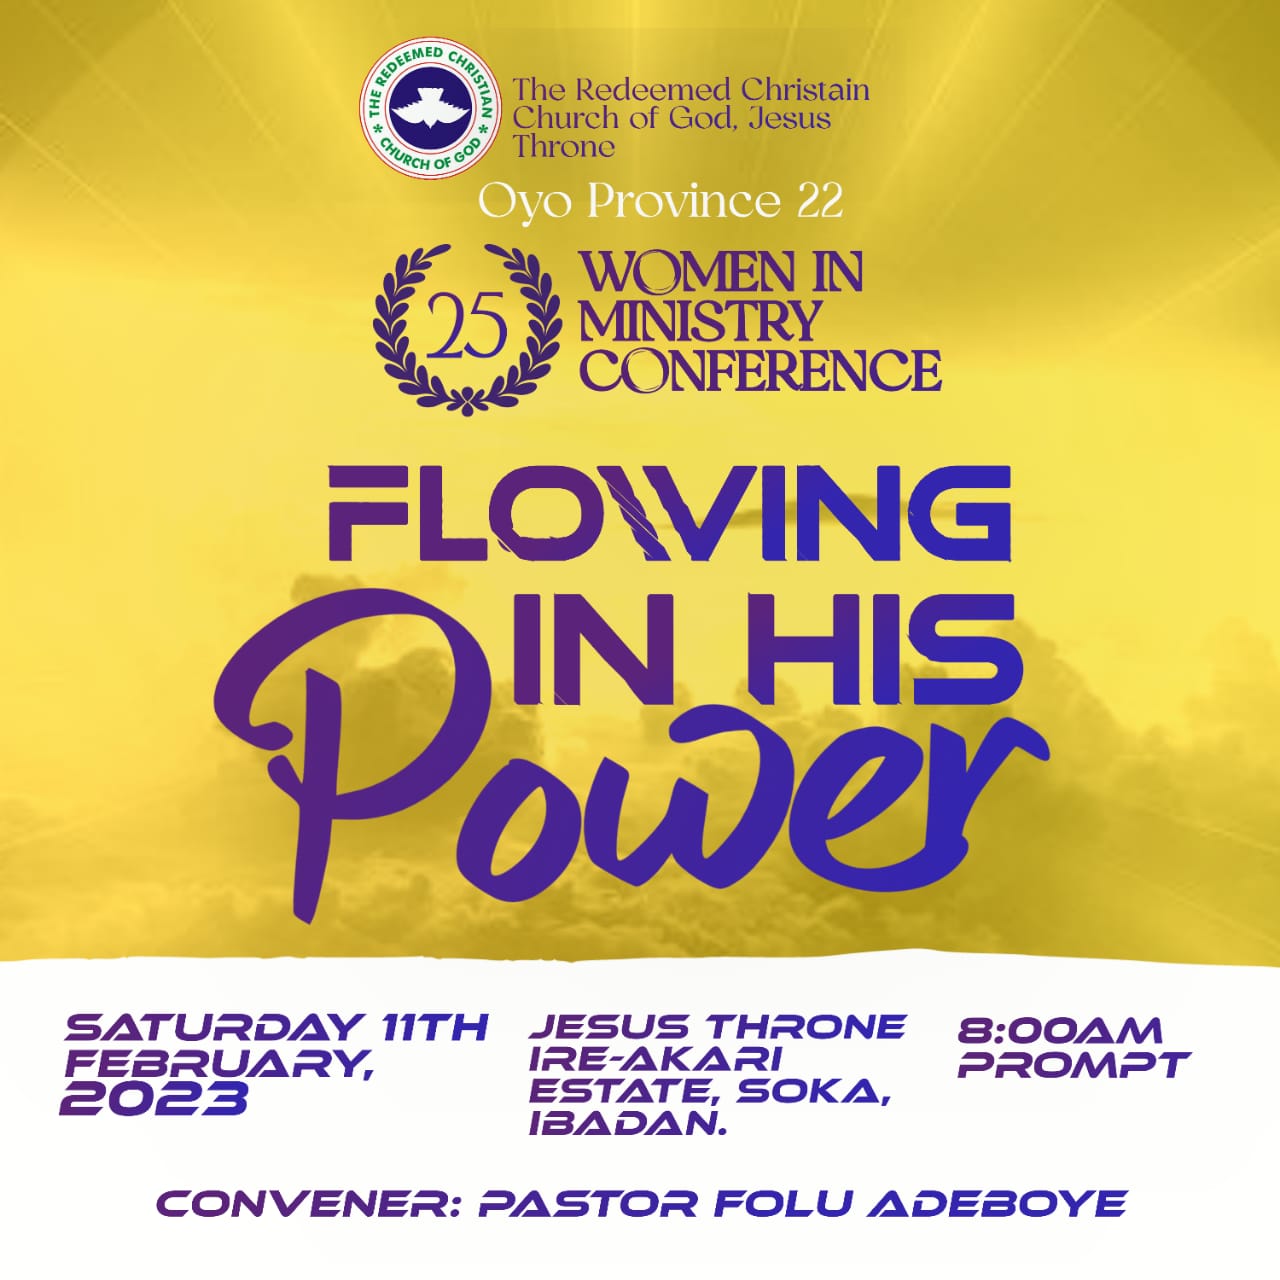 THE REDEEMED CHRISTIAN
* CHURCH OF GOD *
The Redeemed Christain
Church of God, Jesus
Throne
Oyo Province 22
25
WOMEN IN
MINISTRY
CONFERENCE
FLOWING
IN HIS
Power
SATURDAY 11TH
FEBRUARY,
2023
JESUS THRONE
IRE-AKARI
ESTATE, SOKA,
IBADAN.
8:00AM
PROMPT
CONVENER: PASTOR FOLU ADEBOYE